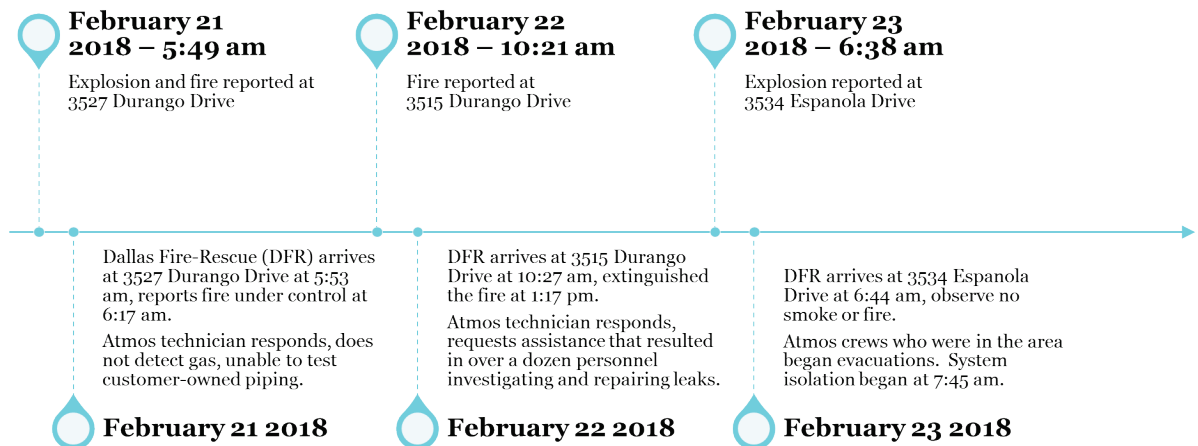 February 21
2018 – 5:49 am
Explosion and fire reported at
3527 Durango Drive
February 22
2018 – 10:21 am
Fire reported at
3515 Durango Drive
February 23
2018 – 6:38 am
Explosion reported at
3534 Espanola Drive
Dallas Fire-Rescue (DFR) arrives
at 3527 Durango Drive at 5:53
am, reports fire under control at
6:17 am.
Atmos technician responds, does
not detect gas, unable to test
customer-owned piping.
February 21 2018
DFR arrives at 3515 Durango
Drive at 10:27 am, extinguished
the fire at 1:17 pm.
Atmos technician responds,
requests assistance that resulted
in over a dozen personnel
investigating and repairing leaks.
February 22 2018
DFR arrives at 3534 Espanola
Drive at 6:44 am, observe no
smoke or fire.
Atmos crews who were in the area
began evacuations.  System
isolation began at 7:45 am.
February 23 2018